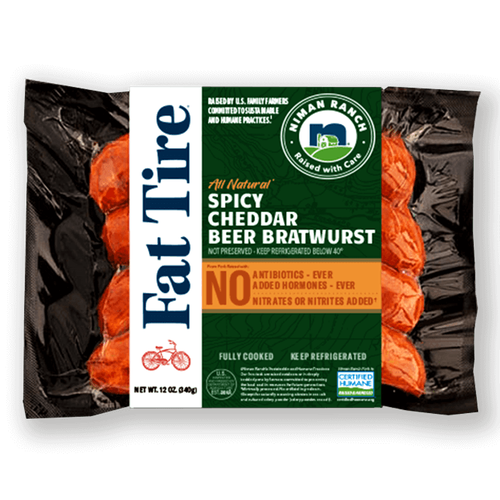 Fat Tire
NET WT. 12 OZ. (340g)
RAISED BY U.S. FAMILY FARMERS
COMMITTED TO SUSTAINABLE
AND HUMANE PRACTICES.†
NIMAN RANCH
n
Raised with Care
All Natural*
SPICY
CHEDDAR
BEER BRATWURST
NOT PRESERVED - KEEP REFRIGERATED BELOW 40°
NO
ANTIBIOTICS - EVER
ADDED HORMONES - EVER
NITRATES OR NITRITES ADDED†
FULLY COOKED KEEP REFRIGERATED
CERTIFIED
HUMANE